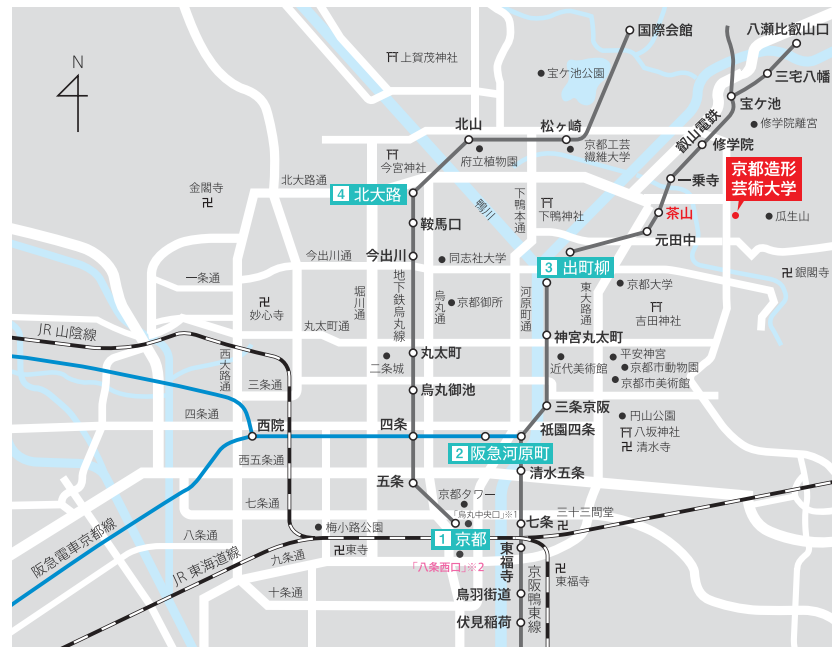 国際会館
八瀬比叡山口
N
上賀茂神社
宝ケ池公園
三宅八幡
宝ケ池
叡山電鉄
修学院離宮
北山
松ヶ崎
修学院
府立植物園
京都工芸
繊維大学
今宮神社
京都造形
芸術大学
一乗寺
金閣寺
北大路通
4 北大路
鴨川
下鴨本通
下鴨神社
茶山
瓜生山
鞍馬口
元田中
今出川通
今出川
同志社大学
3 出町柳
銀閣寺
一条通
堀川通
地下鉄烏丸線
烏丸通
京都御所
河原町通
東大路通
京都大学
妙心寺
吉田神社
JR 山陰線
丸太町通
神宮丸太町
西大路通
二条城
丸太町
近代美術館
平安神宮
京都市動物園
京都市美術館
三条通
烏丸御池
三条京阪
四条通
西院
四条
祇園四条
円山公園
八坂神社
清水寺
西五条通
2 阪急河原町
清水五条
五条
京都タワー
七条通
「烏丸中央口」※1
七条
三十三間堂
阪急電車京都線
八条通
梅小路公園
1 京都
JR 東海道線
九条通
東寺
「八条西口」※2
東福寺
京阪鴨東線
東福寺
十条通
鳥羽街道
伏見稲荷